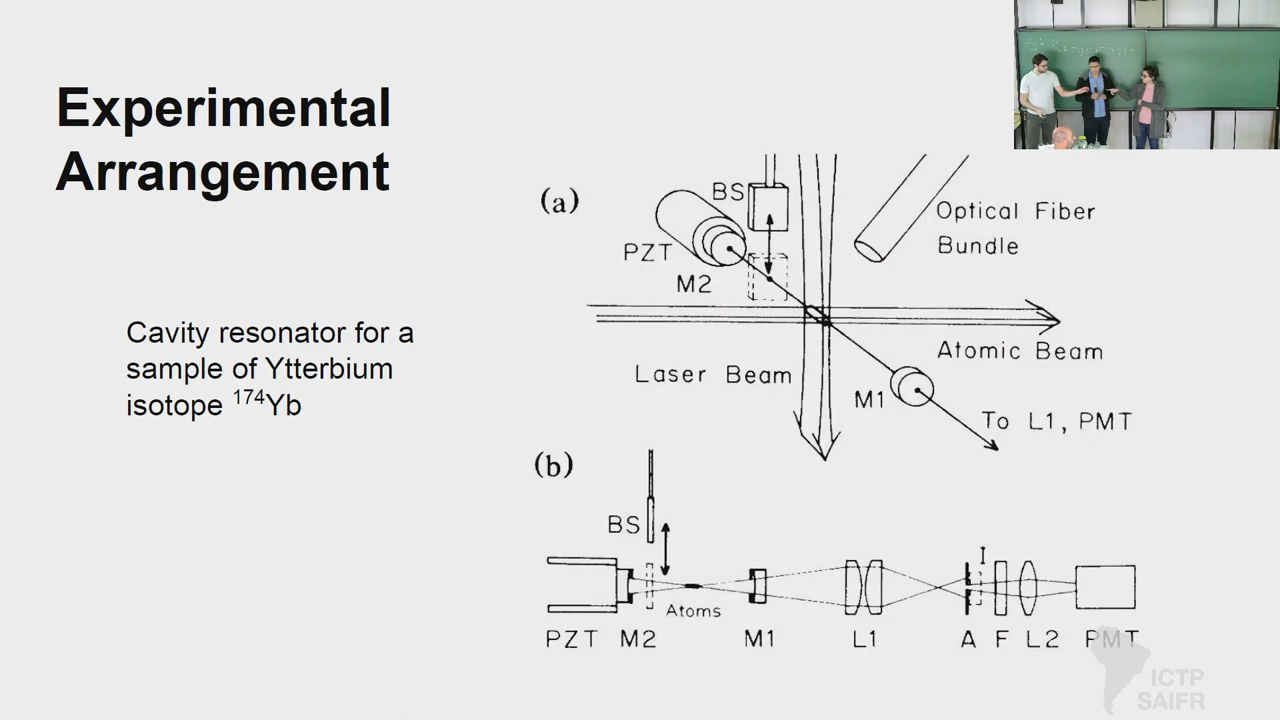 Experimental
Arrangement
Cavity resonator for a
sample of Ytterbium
isotope ¹⁷⁴Yb
(a)
BS
PZT
M2
Optical Fiber
Bundle
Atomic Beam
Laser Beam
M1
To L1, PMT
(b)
BS
I
Atoms
PZT M2 M1 L1 A F L2 PMT
ICTP
SAIFR